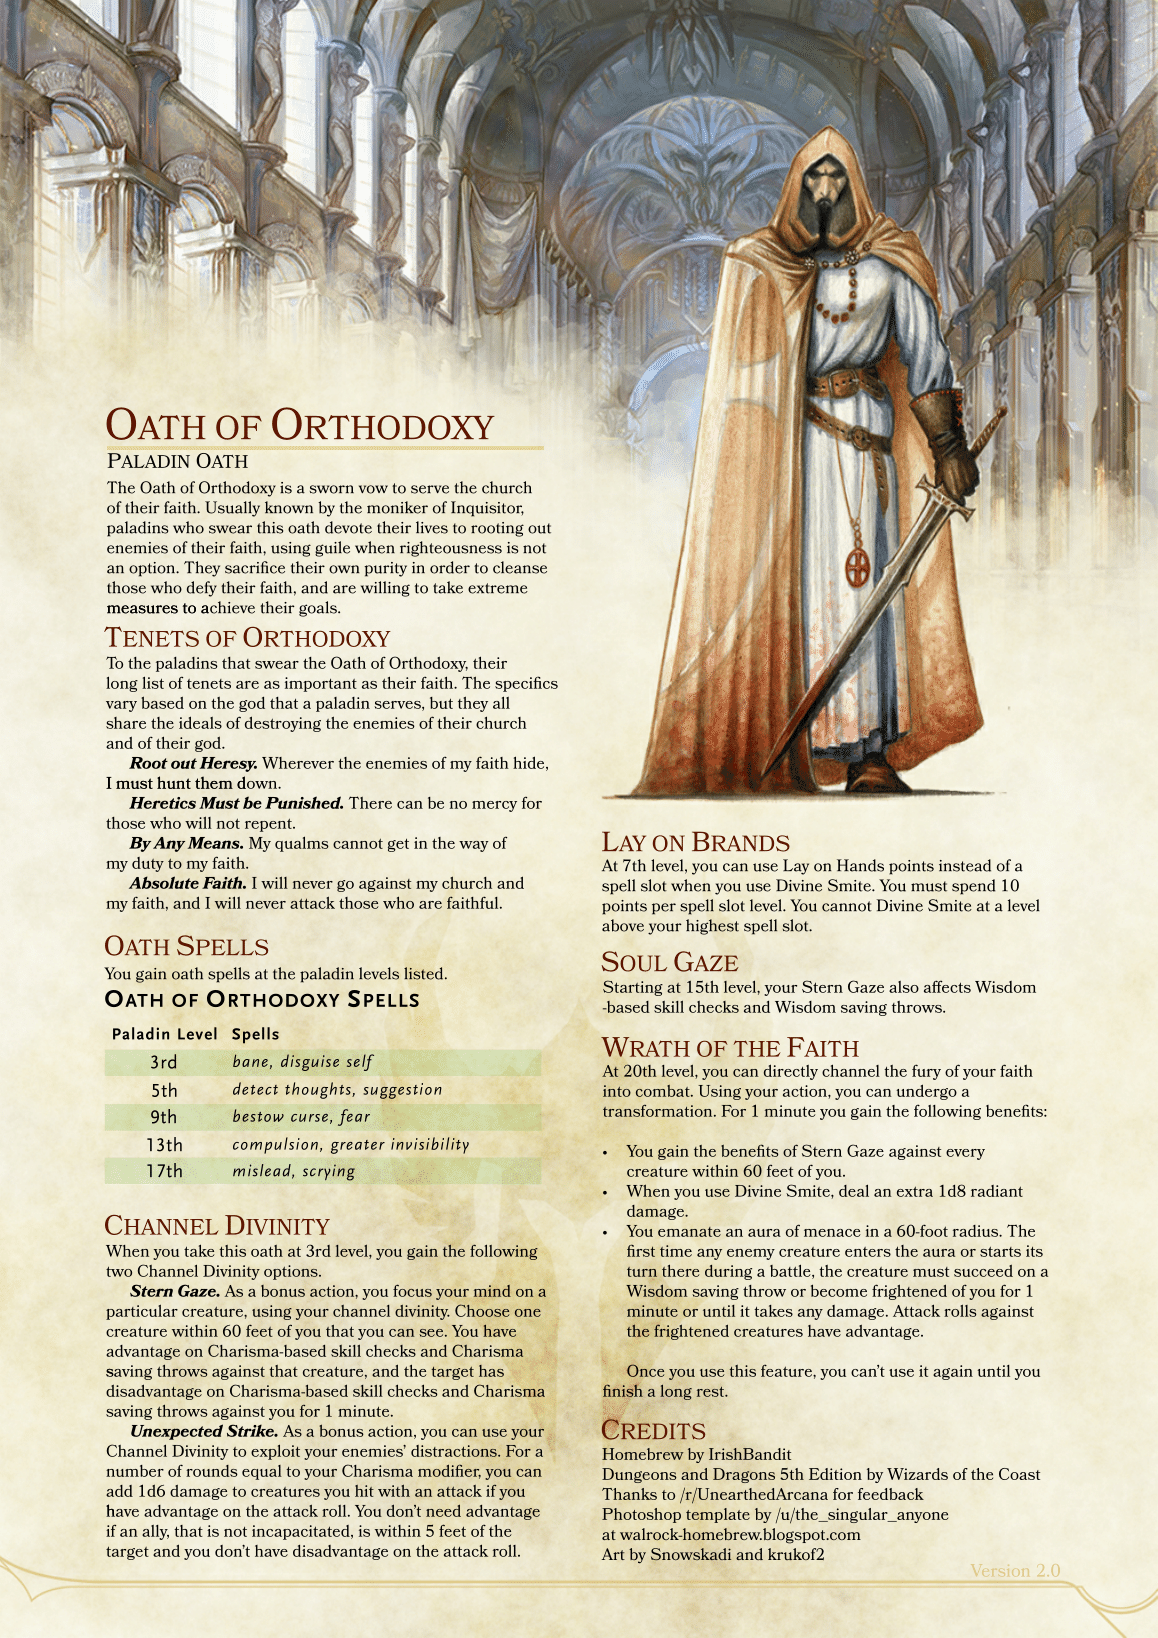 OATH OF ORTHODOXY
PALADIN OATH
The Oath of Orthodoxy is a sworn vow to serve the church
of their faith. Usually known by the moniker of Inquisitor,
paladins who swear this oath devote their lives to rooting out
enemies of their faith, using guile when righteousness is not
an option. They sacrifice their own purity in order to cleanse
those who defy their faith, and are willing to take extreme
measures to achieve their goals.
TENETS OF ORTHODOXY
To the paladins that swear the Oath of Orthodoxy, their
long list of tenets are as important as their faith. The specifics
vary based on the god that a paladin serves, but they all
share the ideals of destroying the enemies of their church
and of their god.
Root out Heresy. Wherever the enemies of my faith hide,
I must hunt them down.
Heretics Must be Punished. There can be no mercy for
those who will not repent.
By Any Means. My qualms cannot get in the way of
my duty to my faith.
Absolute Faith. I will never go against my church and
my faith, and I will never attack those who are faithful.
OATH SPELLS
You gain oath spells at the paladin levels listed.
OATH OF ORTHODOXY SPELLS
Paladin Level Spells
3rd bane, disguise self
5th detect thoughts, suggestion
9th bestow curse, fear
13th compulsion, greater invisibility
17th mislead, scrying
CHANNEL DIVINITY
When you take this oath at 3rd level, you gain the following
two Channel Divinity options.
Stern Gaze. As a bonus action, you focus your mind on a
particular creature, using your channel divinity. Choose one
creature within 60 feet of you that you can see. You have
advantage on Charisma-based skill checks and Charisma
saving throws against that creature, and the target has
disadvantage on Charisma-based skill checks and Charisma
saving throws against you for 1 minute.
Unexpected Strike. As a bonus action, you can use your
Channel Divinity to exploit your enemies' distractions. For a
number of rounds equal to your Charisma modifier, you can
add 1d6 damage to creatures you hit with an attack if you
have advantage on the attack roll. You don't need advantage
if an ally, that is not incapacitated, is within 5 feet of the
target and you don't have disadvantage on the attack roll.
LAY ON BRANDS
At 7th level, you can use Lay on Hands points instead of a
spell slot when you use Divine Smite. You must spend 10
points per spell slot level. You cannot Divine Smite at a level
above your highest spell slot.
SOUL GAZE
Starting at 15th level, your Stern Gaze also affects Wisdom
-based skill checks and Wisdom saving throws.
WRATH OF THE FAITH
At 20th level, you can directly channel the fury of your faith
into combat. Using your action, you can undergo a
transformation. For 1 minute you gain the following benefits:
• You gain the benefits of Stern Gaze against every
creature within 60 feet of you.
• When you use Divine Smite, deal an extra 1d8 radiant
damage.
• You emanate an aura of menace in a 60-foot radius. The
first time any enemy creature enters the aura or starts its
turn there during a battle, the creature must succeed on a
Wisdom saving throw or become frightened of you for 1
minute or until it takes any damage. Attack rolls against
the frightened creatures have advantage.
Once you use this feature, you can't use it again until you
finish a long rest.
CREDITS
Homebrew by IrishBandit
Dungeons and Dragons 5th Edition by Wizards of the Coast
Thanks to /r/UnearthedArcana for feedback
Photoshop template by /u/the_singular_anyone
at walrock-homebrew.blogspot.com
Art by Snowskadi and krukof2
Version 2.0